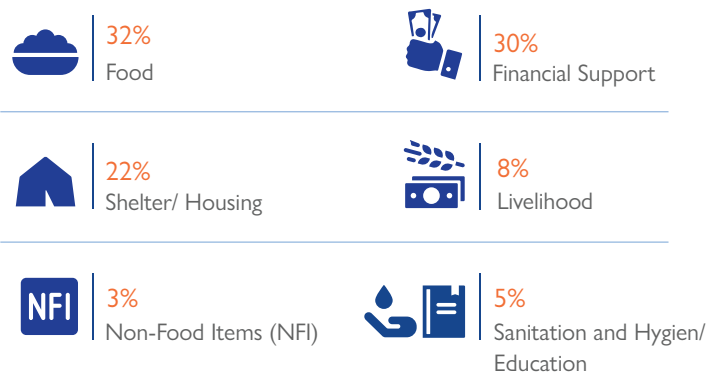 32%
Food
30%
Financial Support
22%
Shelter/ Housing
8%
Livelihood
NFI
3%
Non-Food Items (NFI)
5%
Sanitation and Hygien/
Education